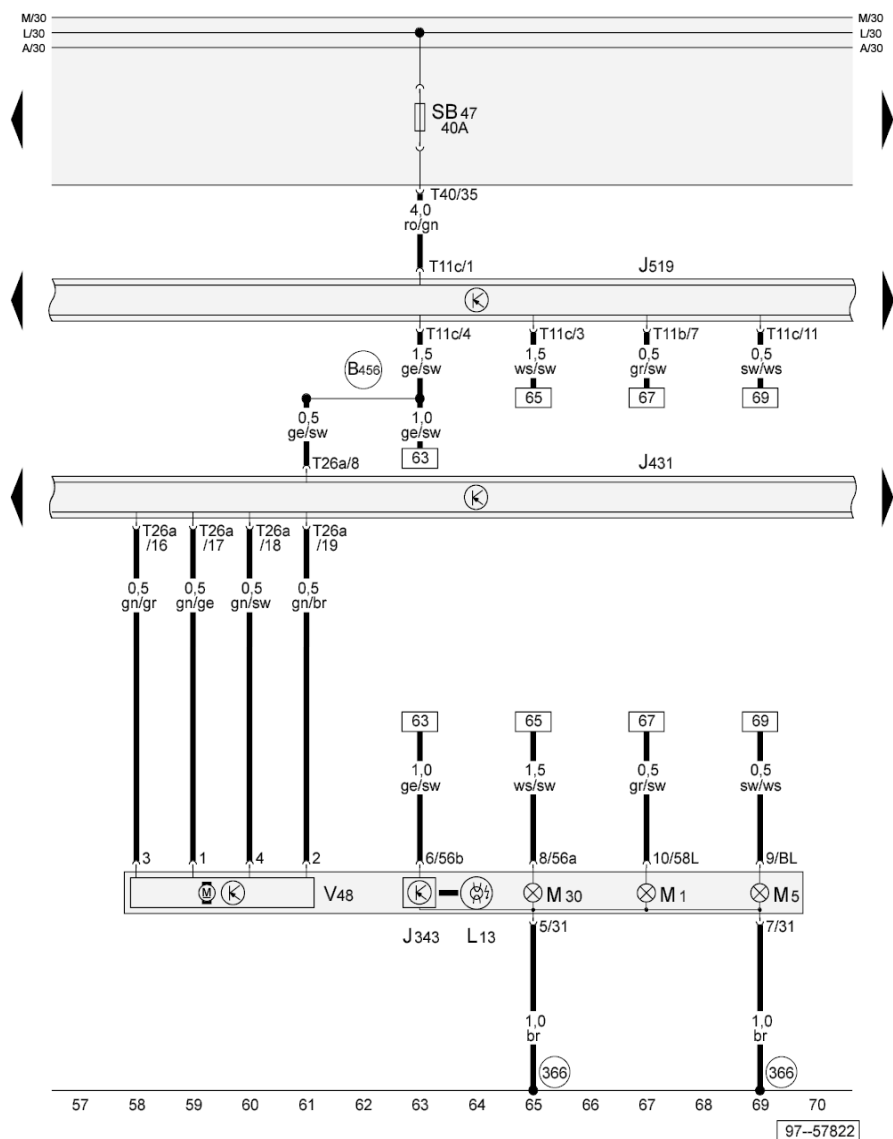 M/30 M/30
L/30 L/30
A/30 A/30
SB47
40A
T40/35
4,0
ro/gn
T11c/1 J519
T11c/4 T11c/3 T11b/7 T11c/11
1,5 1,5 0,5 0,5
ge/sw ws/sw gr/sw sw/ws
B456
65 67 69
0,5 1,0
ge/sw ge/sw
63
T26a/8 J431
T26a T26a T26a T26a
/16 /17 /18 /19
0,5 0,5 0,5 0,5
gn/gr gn/ge gn/sw gn/br
63 65 67 69
1,0 1,5 0,5 0,5
ge/sw ws/sw gr/sw sw/ws
3 1 4 2 6/56b 8/56a 10/58L 9/BL
M V48 M30 M1 M5
J343 L13 5/31 7/31
1,0 1,0
br br
366 366
57 58 59 60 61 62 63 64 65 66 67 68 69 70
97--57822